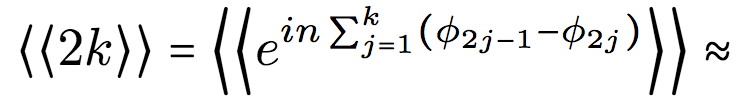 ⟨⟨2k⟩⟩ = ⟨⟨e^{in ∑_{j=1}^{k}(ϕ_{2j−1}−ϕ_{2j})}⟩⟩ ≈